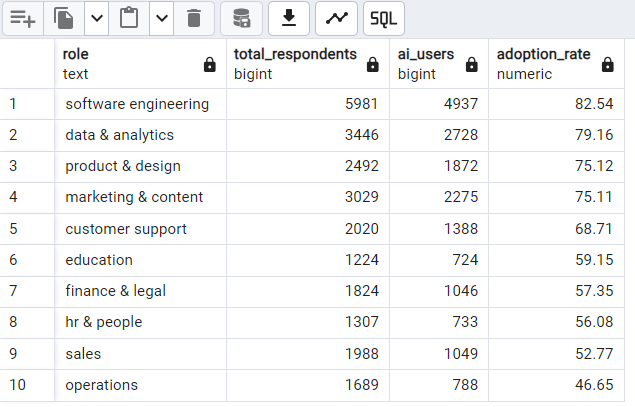 SQL
role total_respondents ai_users adoption_rate
text bigint bigint numeric
1 software engineering 5981 4937 82.54
2 data & analytics 3446 2728 79.16
3 product & design 2492 1872 75.12
4 marketing & content 3029 2275 75.11
5 customer support 2020 1388 68.71
6 education 1224 724 59.15
7 finance & legal 1824 1046 57.35
8 hr & people 1307 733 56.08
9 sales 1988 1049 52.77
10 operations 1689 788 46.65